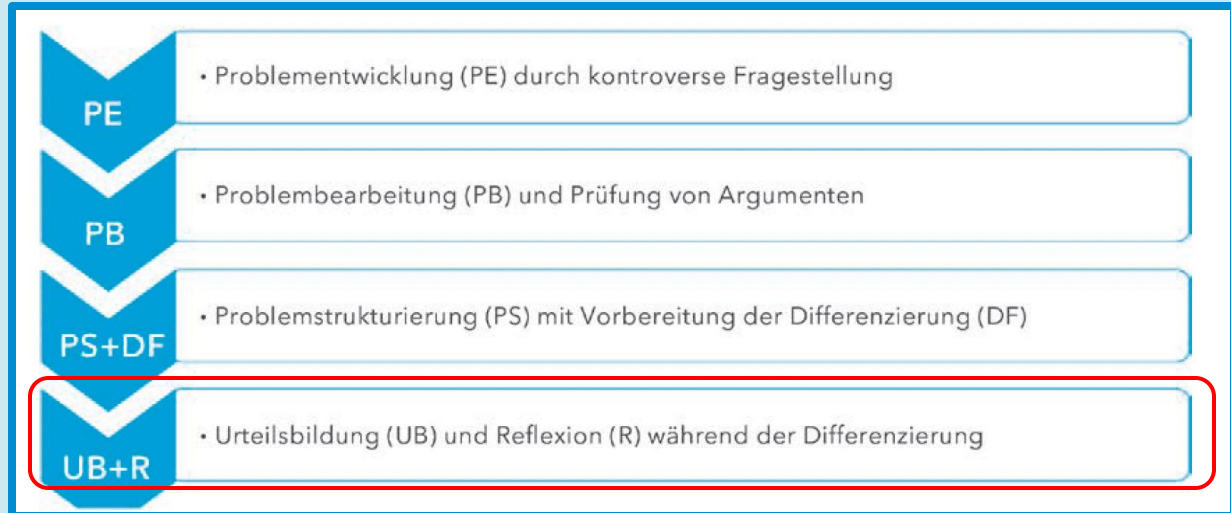 PE
• Problementwicklung (PE) durch kontroverse Fragestellung
PB
• Problembearbeitung (PB) und Prüfung von Argumenten
PS+DF
• Problemstrukturierung (PS) mit Vorbereitung der Differenzierung (DF)
UB+R
• Urteilsbildung (UB) und Reflexion (R) während der Differenzierung